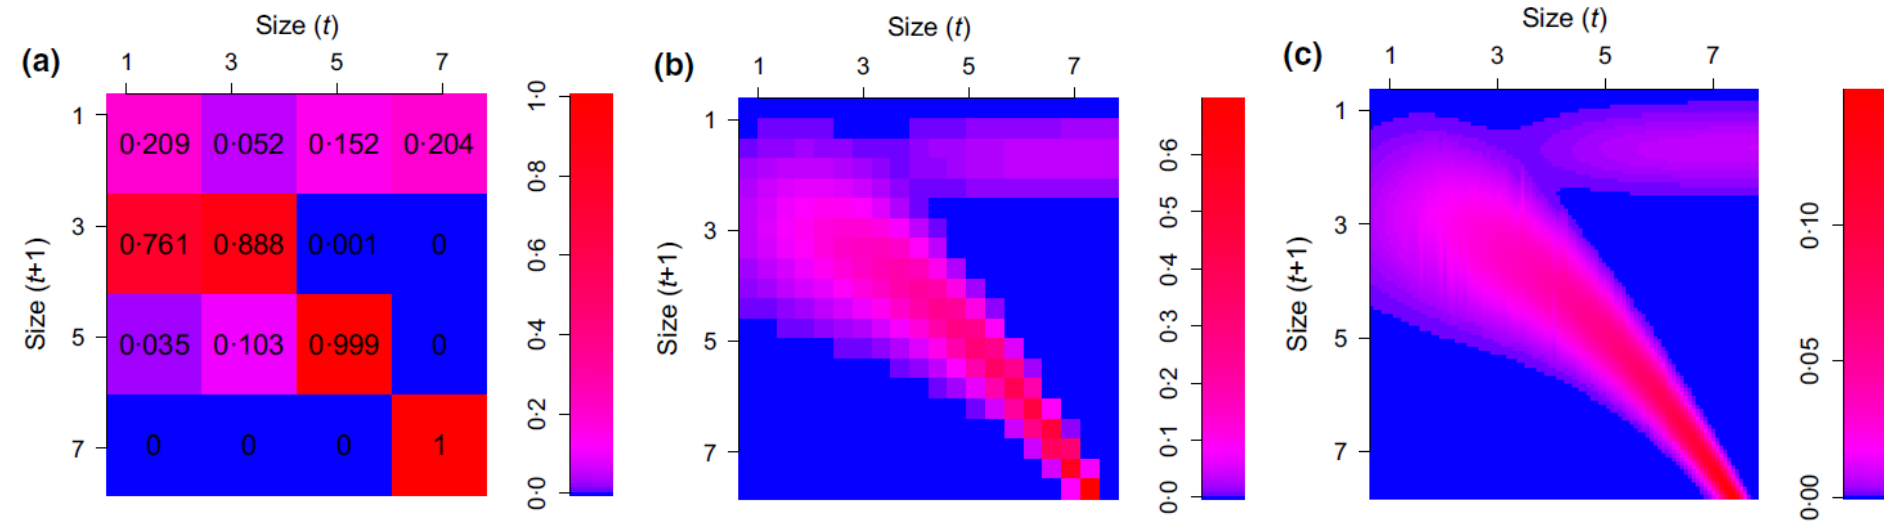 (a)
Size (t)
1 3 5 7
Size (t+1)
1
3
5
7
0·209 0·052 0·152 0·204
0·761 0·888 0·001 0
0·035 0·103 0·999 0
0 0 0 1
1·0
0·8
0·6
0·4
0·2
0·0
(b)
Size (t)
1 3 5 7
Size (t+1)
1
3
5
7
0·6
0·5
0·4
0·3
0·2
0·1
0·0
(c)
Size (t)
1 3 5 7
Size (t+1)
1
3
5
7
0·10
0·05
0·00